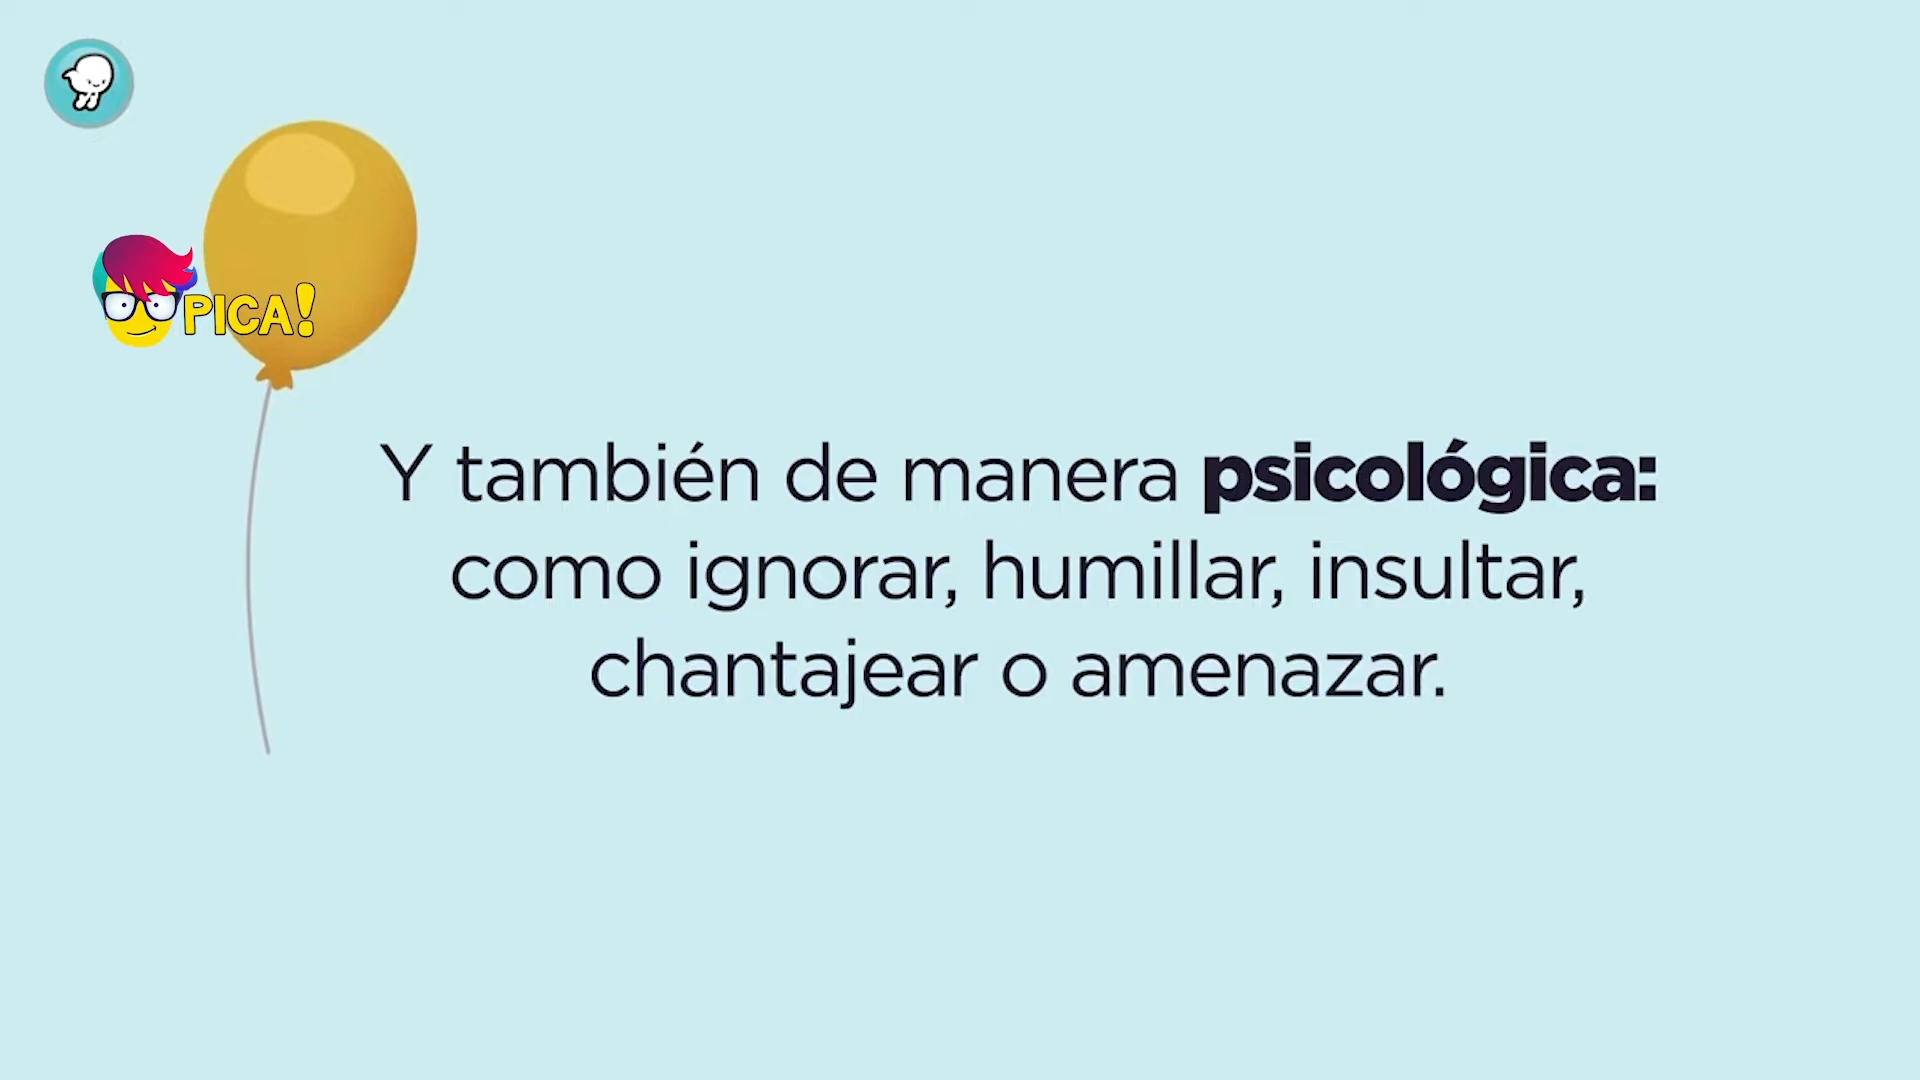 PICA!
Y también de manera psicológica:
como ignorar, humillar, insultar,
chantajear o amenazar.